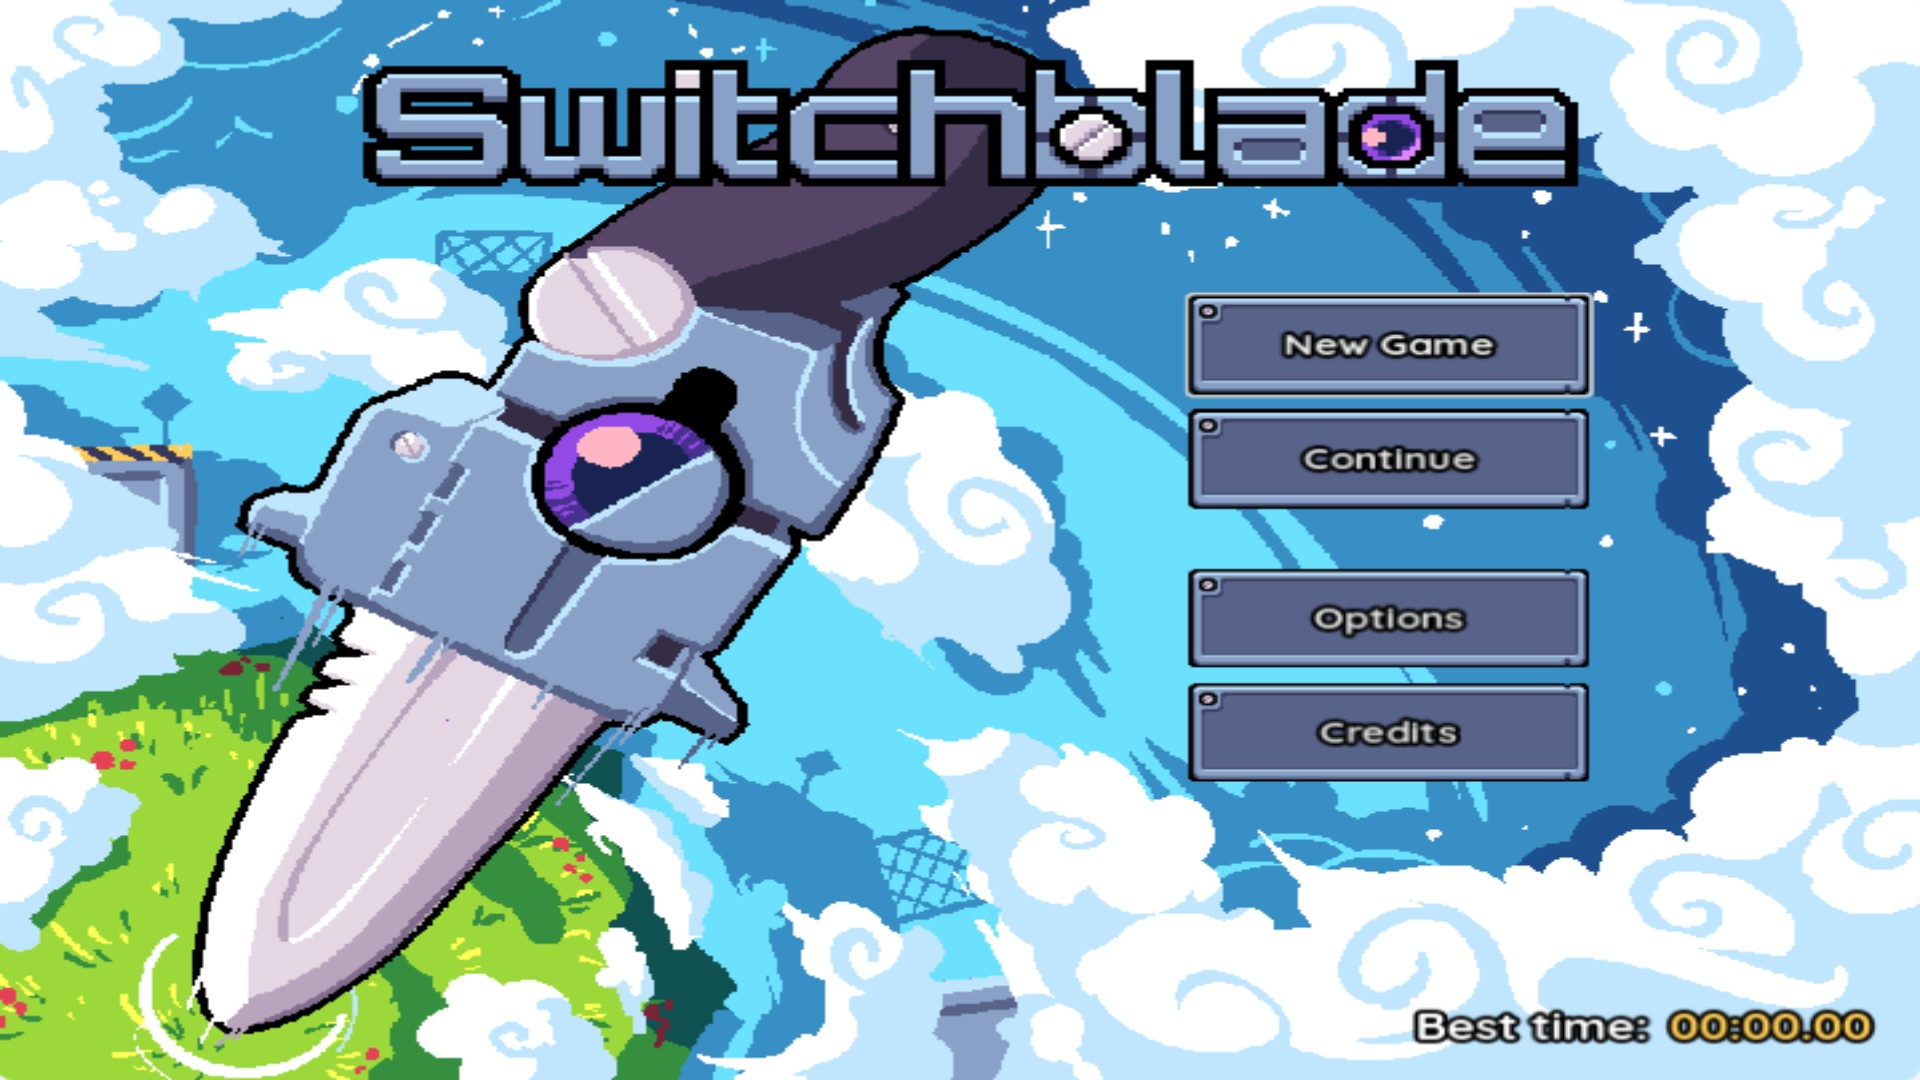 Switchblade
New Game
Continue
Options
Credits
Best time: 00:00.00